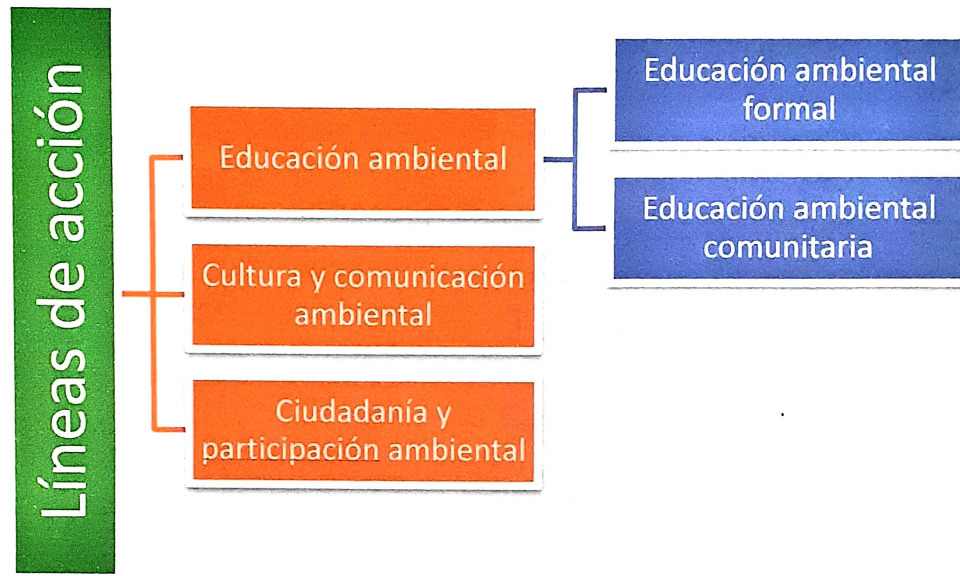 Líneas de acción
Educación ambiental
Educación ambiental
formal
Educación ambiental
comunitaria
Cultura y comunicación
ambiental
Ciudadanía y
participación ambiental